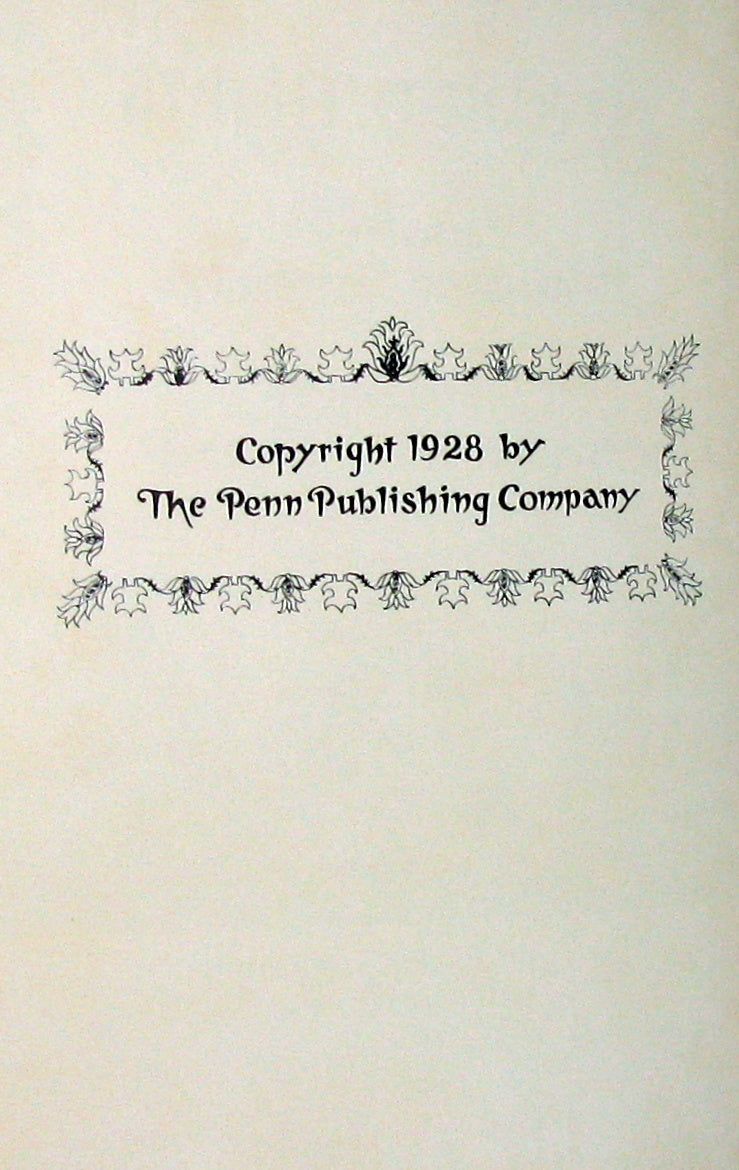 Copyright 1928 by
The Penn Publishing Company